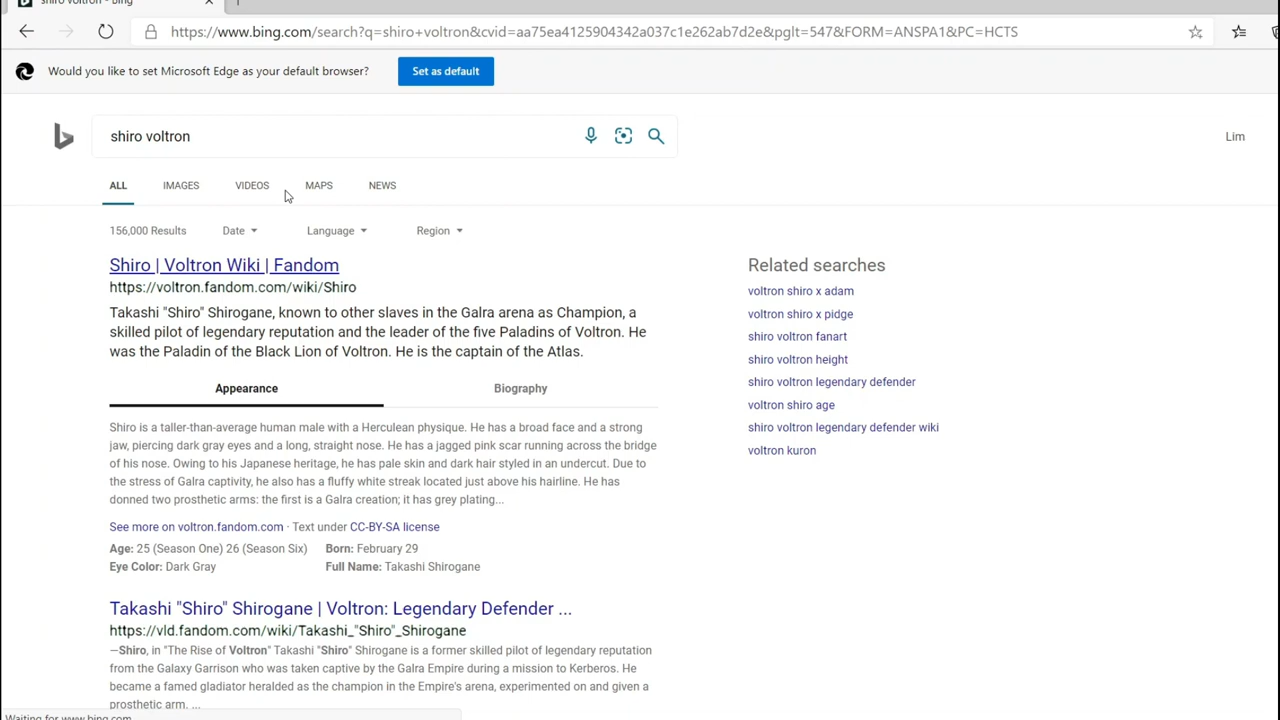 shiro voltron - Bing
https://www.bing.com/search?q=shiro+voltron&cvid=aa75ea4125904342a037c1e262ab7d2e&pglt=547&FORM=ANSPA1&PC=HCTS
Would you like to set Microsoft Edge as your default browser? Set as default
shiro voltron
Lim
ALL IMAGES VIDEOS MAPS NEWS
156,000 Results Date Language Region
Shiro | Voltron Wiki | Fandom
https://voltron.fandom.com/wiki/Shiro
Takashi "Shiro" Shirogane, known to other slaves in the Galra arena as Champion, a
skilled pilot of legendary reputation and the leader of the five Paladins of Voltron. He
was the Paladin of the Black Lion of Voltron. He is the captain of the Atlas.
Appearance Biography
Shiro is a taller-than-average human male with a Herculean physique. He has a broad face and a strong
jaw, piercing dark gray eyes and a long, straight nose. He has a jagged pink scar running across the bridge
of his nose. Owing to his Japanese heritage, he has pale skin and dark hair styled in an undercut. Due to
the stress of Galra captivity, he also has a fluffy white streak located just above his hairline. He has
donned two prosthetic arms: the first is a Galra creation; it has grey plating...
See more on voltron.fandom.com · Text under CC-BY-SA license
Age: 25 (Season One) 26 (Season Six) Born: February 29
Eye Color: Dark Gray Full Name: Takashi Shirogane
Takashi "Shiro" Shirogane | Voltron: Legendary Defender ...
https://vld.fandom.com/wiki/Takashi_"Shiro"_Shirogane
—Shiro, in "The Rise of Voltron" Takashi "Shiro" Shirogane is a former skilled pilot of legendary reputation
from the Galaxy Garrison who was taken captive by the Galra Empire during a mission to Kerberos. He
became a famed gladiator heralded as the champion in the Empire's arena, experimented on and given a
prosthetic arm. ...
Related searches
voltron shiro x adam
voltron shiro x pidge
shiro voltron fanart
shiro voltron height
shiro voltron legendary defender
voltron shiro age
shiro voltron legendary defender wiki
voltron kuron
Waiting for www.bing.com